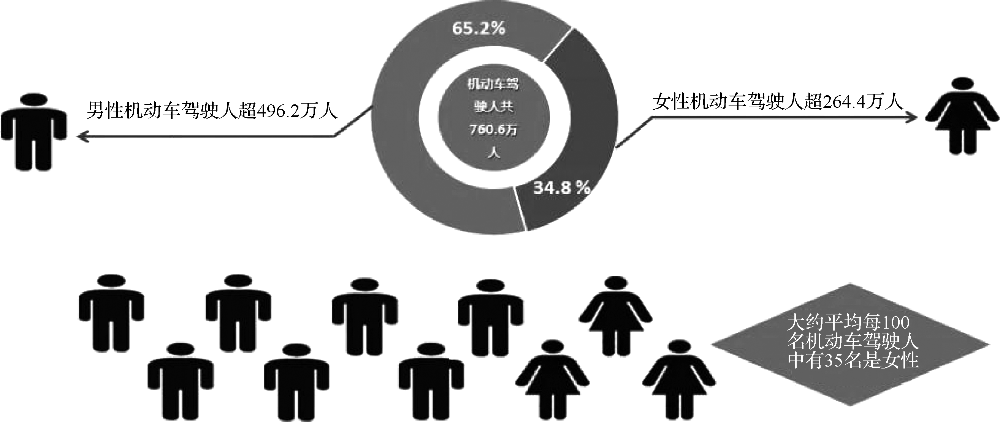 65.2%
机动车驾
驶人共
760.6万
人
男性机动车驾驶人超496.2万人
女性机动车驾驶人超264.4万人
34.8 %
大约平均每100
名机动车驾驶人
中有35名是女性